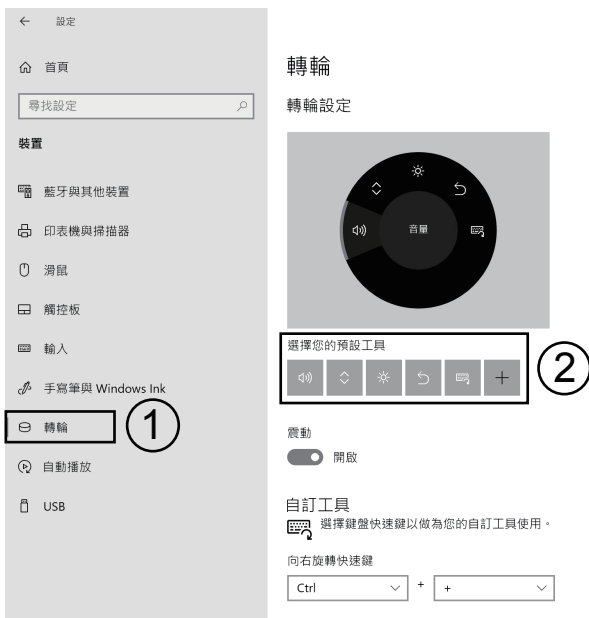 設定
首頁
尋找設定
裝置
藍牙與其他裝置
印表機與掃描器
滑鼠
觸控板
輸入
手寫筆與 Windows Ink
轉輪
1
自動播放
USB
轉輪
轉輪設定
音量
選擇您的預設工具
2
震動
開啟
自訂工具
選擇鍵盤快速鍵以做為您的自訂工具使用。
向右旋轉快速鍵
Ctrl + +